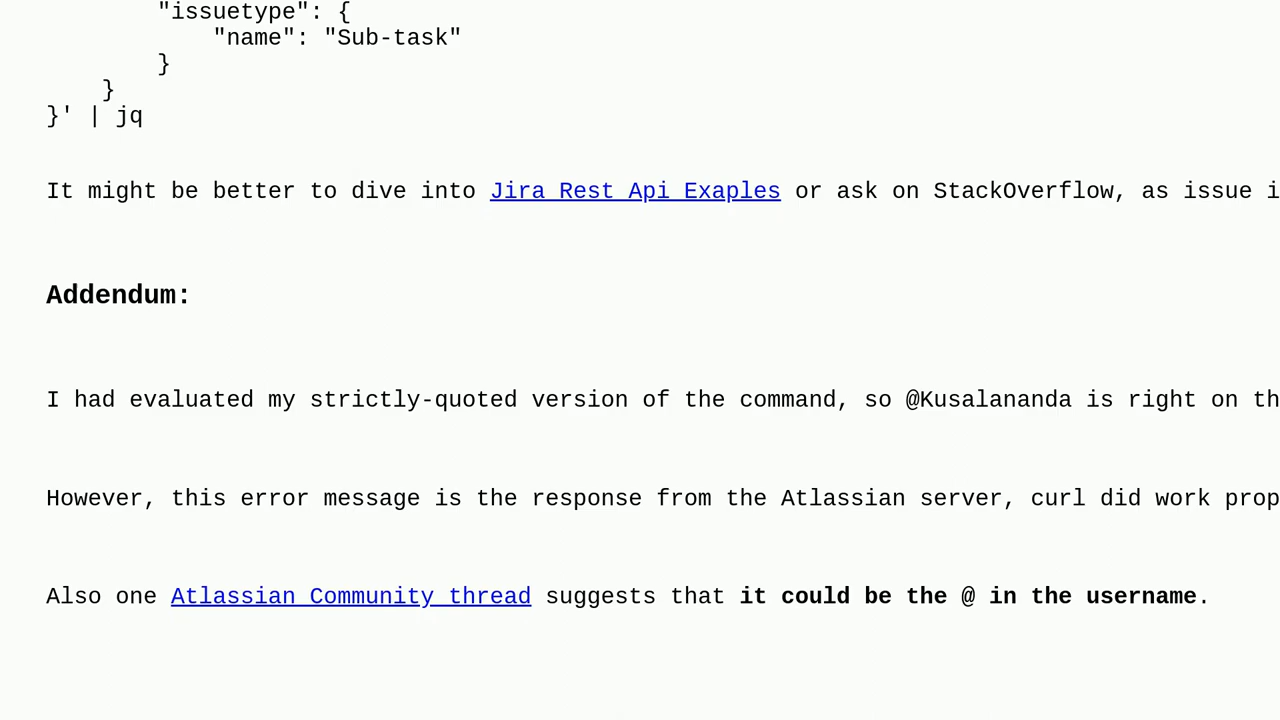 "issuetype": {
"name": "Sub-task"
}
}
}' | jq
It might be better to dive into Jira Rest Api Exaples or ask on StackOverflow, as issue i
Addendum:
I had evaluated my strictly-quoted version of the command, so @Kusalananda is right on th
However, this error message is the response from the Atlassian server, curl did work prop
Also one Atlassian Community thread suggests that it could be the @ in the username.